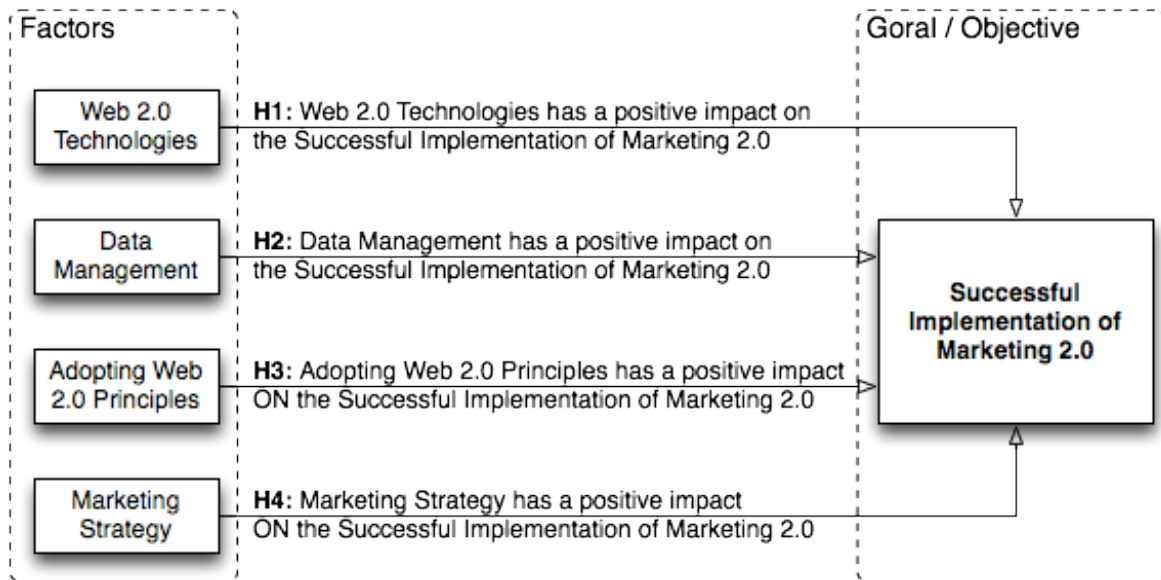 Factors
Goral / Objective
Web 2.0
Technologies
H1: Web 2.0 Technologies has a positive impact on
the Successful Implementation of Marketing 2.0
Data
Management
H2: Data Management has a positive impact on
the Successful Implementation of Marketing 2.0
Successful
Implementation of
Marketing 2.0
Adopting Web
2.0 Principles
H3: Adopting Web 2.0 Principles has a positive impact
ON the Successful Implementation of Marketing 2.0
Marketing
Strategy
H4: Marketing Strategy has a positive impact
ON the Successful Implementation of Marketing 2.0